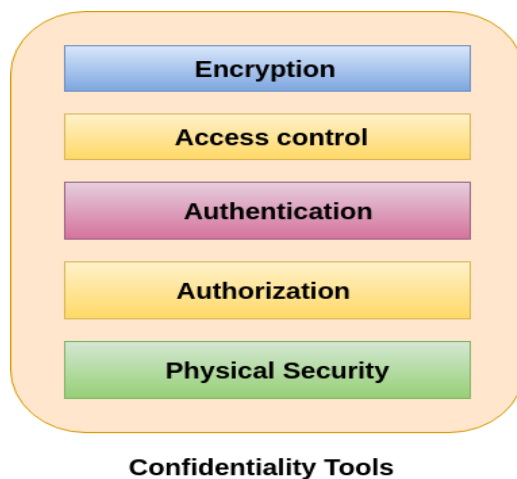 Encryption
Access control
Authentication
Authorization
Physical Security
Confidentiality Tools